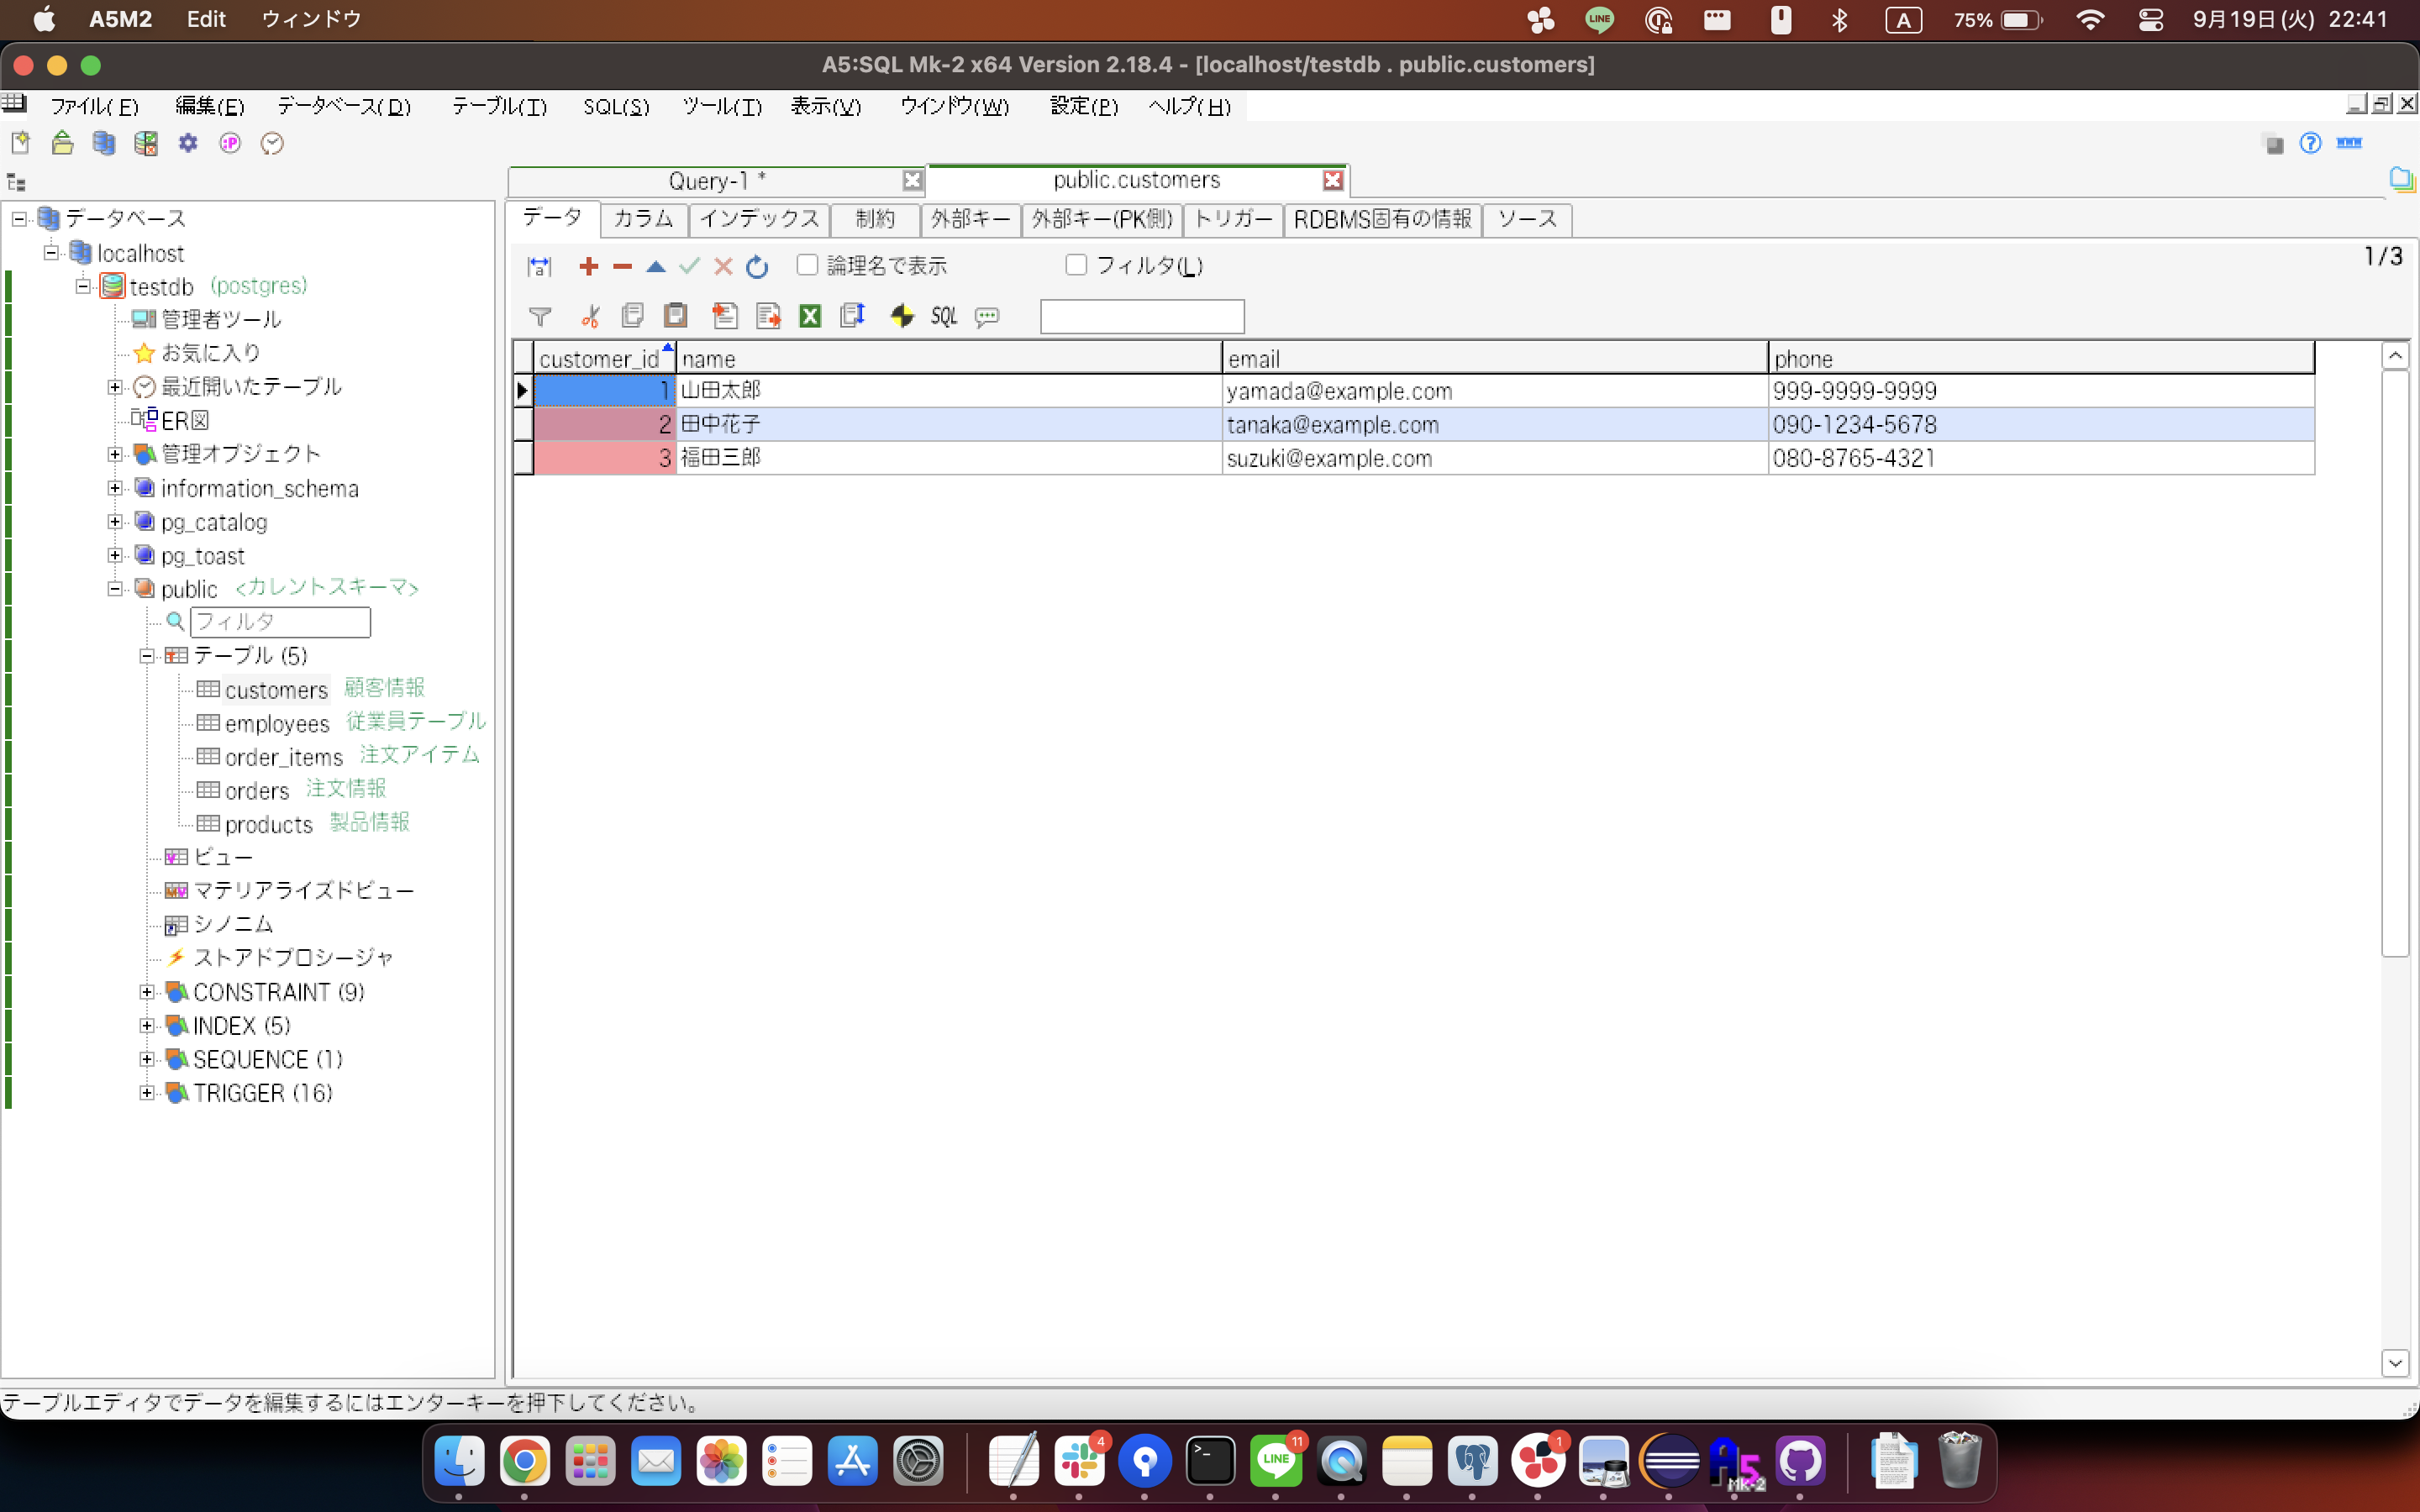 A5M2 Edit ウィンドウ LINE A 75% 9月19日(火) 22:41
A5:SQL Mk-2 x64 Version 2.18.4 - [localhost/testdb . public.customers]
ファイル(F) 編集(E) データベース(D) テーブル(T) SQL(S) ツール(T) 表示(V) ウインドウ(W) 設定(P) ヘルプ(H)
Query-1 * public.customers
データ カラム インデックス 制約 外部キー 外部キー(PK側) トリガー RDBMS固有の情報 ソース
論理名で表示 フィルタ(L) 1/3
SQL
customer_id name email phone
1 山田太郎 yamada@example.com 999-9999-9999
2 田中花子 tanaka@example.com 090-1234-5678
3 福田三郎 suzuki@example.com 080-8765-4321
データベース
localhost
testdb (postgres)
管理者ツール
お気に入り
最近開いたテーブル
ER図
管理オブジェクト
information_schema
pg_catalog
pg_toast
public <カレントスキーマ>
フィルタ
テーブル (5)
customers 顧客情報
employees 従業員テーブル
order_items 注文アイテム
orders 注文情報
products 製品情報
ビュー
マテリアライズドビュー
シノニム
ストアドプロシージャ
CONSTRAINT (9)
INDEX (5)
SEQUENCE (1)
TRIGGER (16)
テーブルエディタでデータを編集するにはエンターキーを押下してください。
4 LINE 11 1 A5 Mk-2